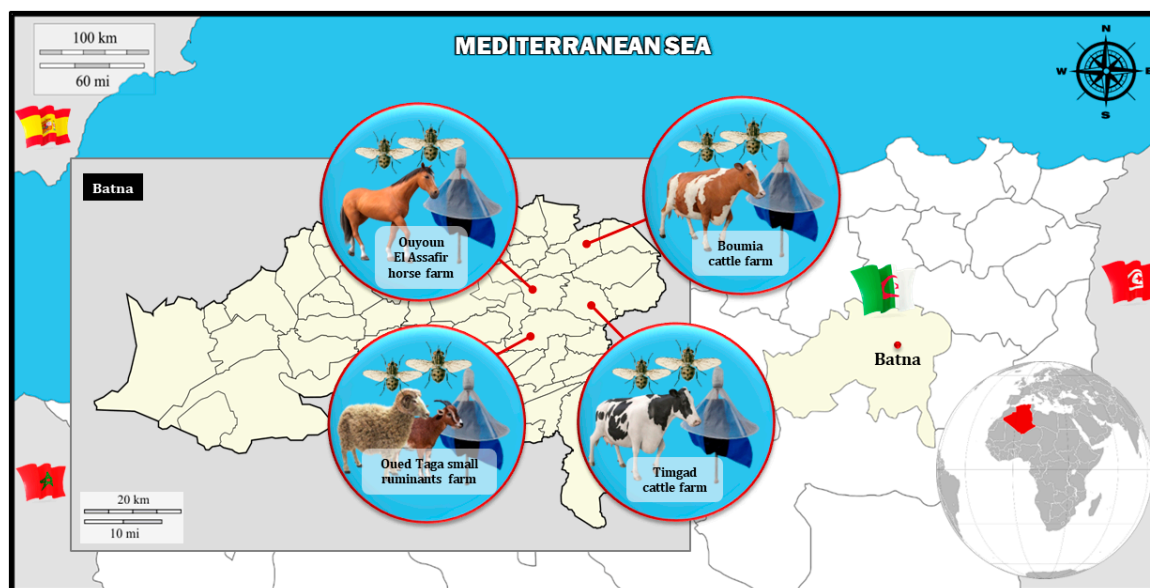 100 km
60 mi
MEDITERRANEAN SEA
N
W
E
S
Batna
Ouyoun
El Assafir
horse farm
Boumia
cattle farm
Batna
Oued Taga small
ruminants farm
Timgad
cattle farm
20 km
10 mi